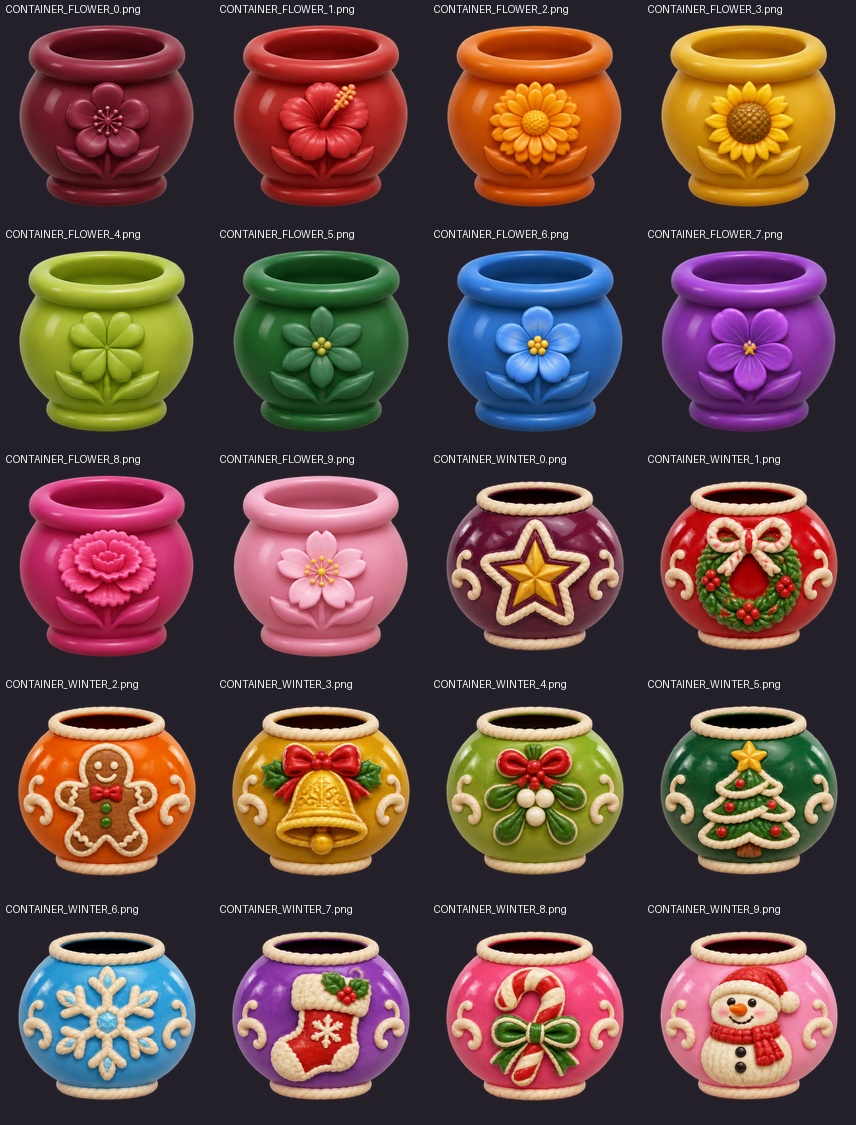 CONTAINER_FLOWER_0.png
CONTAINER_FLOWER_1.png
CONTAINER_FLOWER_2.png
CONTAINER_FLOWER_3.png
CONTAINER_FLOWER_4.png
CONTAINER_FLOWER_5.png
CONTAINER_FLOWER_6.png
CONTAINER_FLOWER_7.png
CONTAINER_FLOWER_8.png
CONTAINER_FLOWER_9.png
CONTAINER_WINTER_0.png
CONTAINER_WINTER_1.png
CONTAINER_WINTER_2.png
CONTAINER_WINTER_3.png
CONTAINER_WINTER_4.png
CONTAINER_WINTER_5.png
CONTAINER_WINTER_6.png
CONTAINER_WINTER_7.png
CONTAINER_WINTER_8.png
CONTAINER_WINTER_9.png